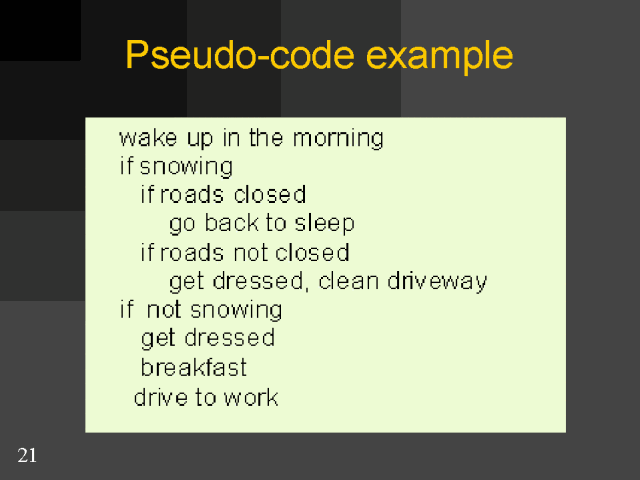 Pseudo-code example
wake up in the morning
if snowing
if roads closed
go back to sleep
if roads not closed
get dressed, clean driveway
if not snowing
get dressed
breakfast
drive to work
21